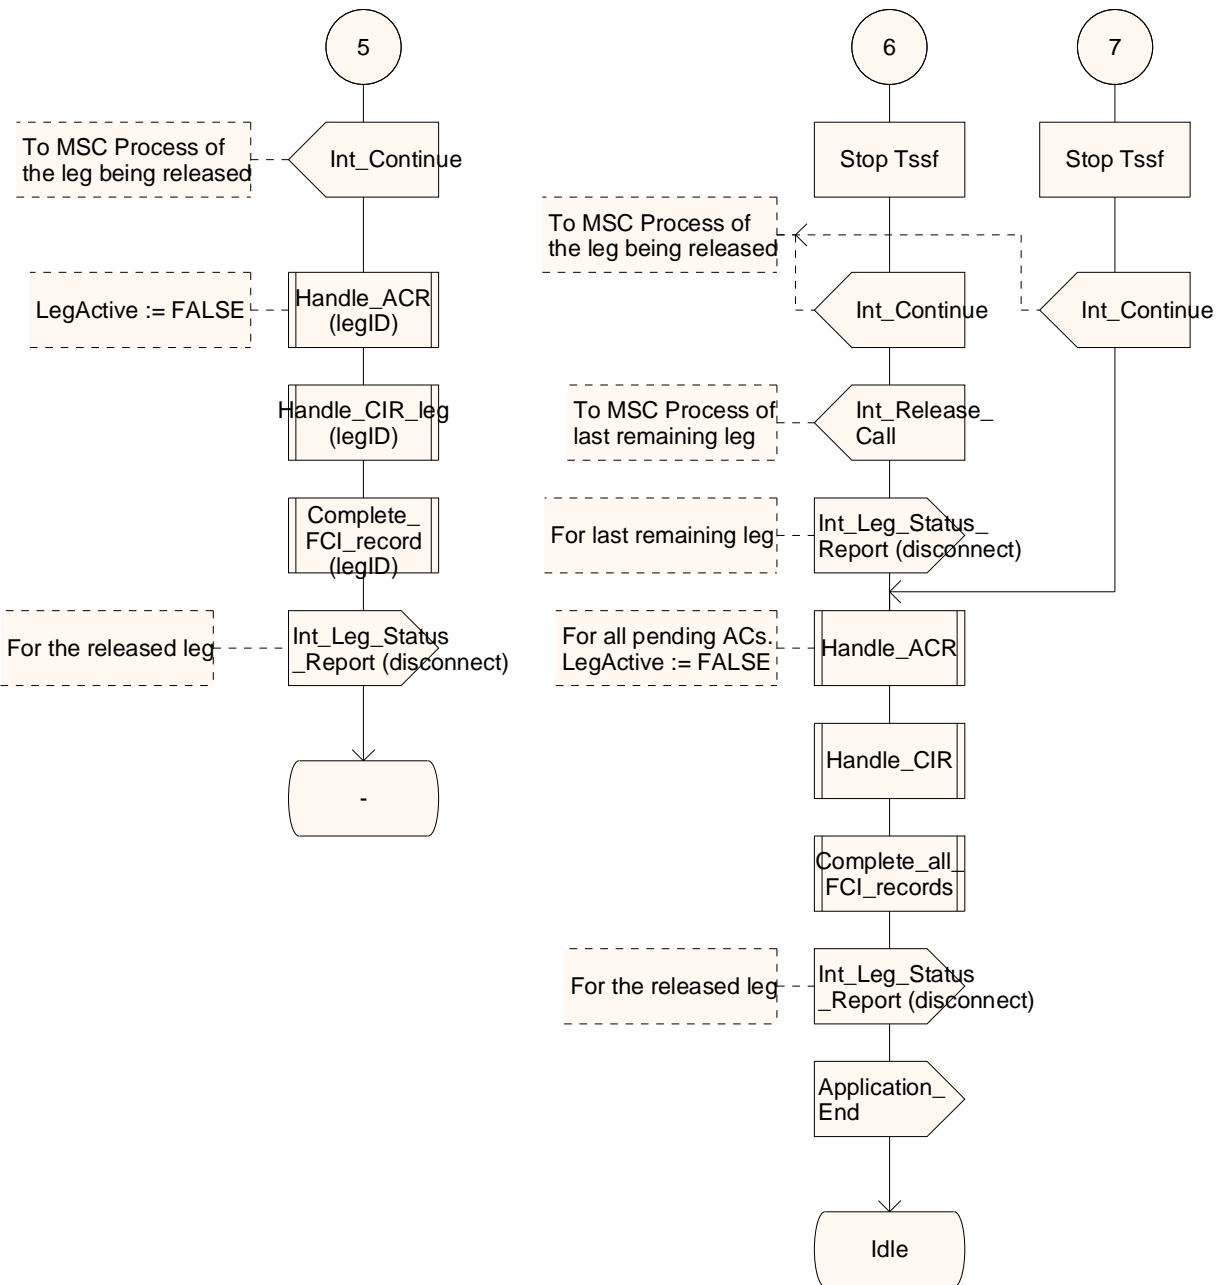 5
To MSC Process of
the leg being released
Int_Continue
LegActive := FALSE
Handle_ACR
(legID)
Handle_CIR_leg
(legID)
Complete_
FCI_record
(legID)
For the released leg
Int_Leg_Status
_Report (disconnect)
-
6
7
Stop Tssf
Stop Tssf
To MSC Process of
the leg being released
Int_Continue
Int_Continue
To MSC Process of
last remaining leg
Int_Release_
Call
For last remaining leg
Int_Leg_Status_
Report (disconnect)
For all pending ACs.
LegActive := FALSE
Handle_ACR
Handle_CIR
Complete_all_
FCI_records
For the released leg
Int_Leg_Status
_Report (disconnect)
Application_
End
Idle